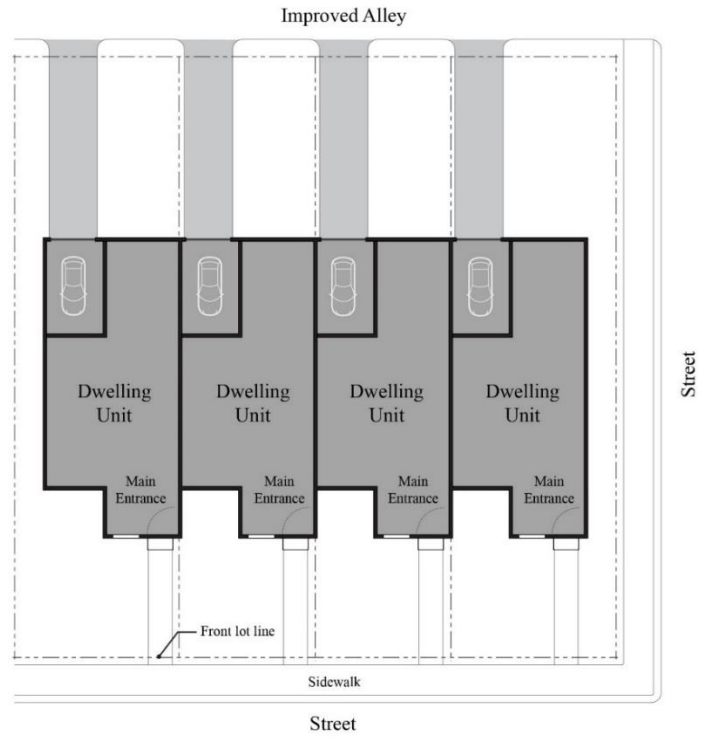 Improved Alley
Dwelling
Unit
Dwelling
Unit
Dwelling
Unit
Dwelling
Unit
Street
Main
Entrance
Main
Entrance
Main
Entrance
Main
Entrance
Front lot line
Sidewalk
Street